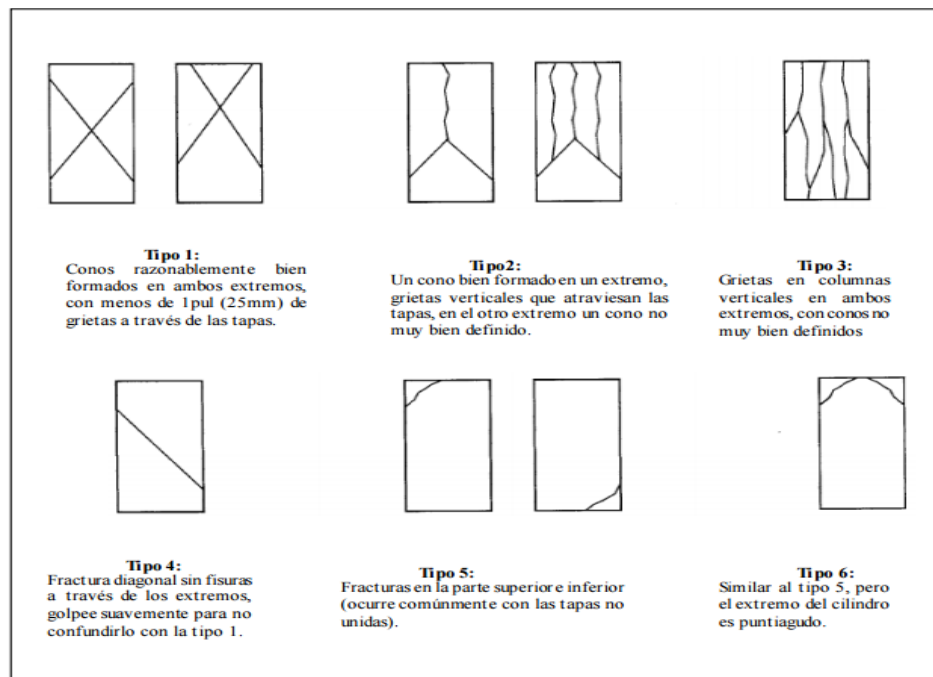 Tipo 1:
Conos razonablemente bien
formados en ambos extremos,
con menos de 1pul (25mm) de
grietas a través de las tapas.
Tipo2:
Un cono bien formado en un extremo,
grietas verticales que atraviesan las
tapas, en el otro extremo un cono no
muy bien definido.
Tipo 3:
Grietas en columnas
verticales en ambos
extremos, con conos no
muy bien definidos
Tipo 4:
Fractura diagonal sin fisuras
a través de los extremos,
golpee suavemente para no
confundirlo con la tipo 1.
Tipo 5:
Fracturas en la parte superior e inferior
(ocurre comúnmente con las tapas no
unidas).
Tipo 6:
Similar al tipo 5, pero
el extremo del cilindro
es puntiagudo.